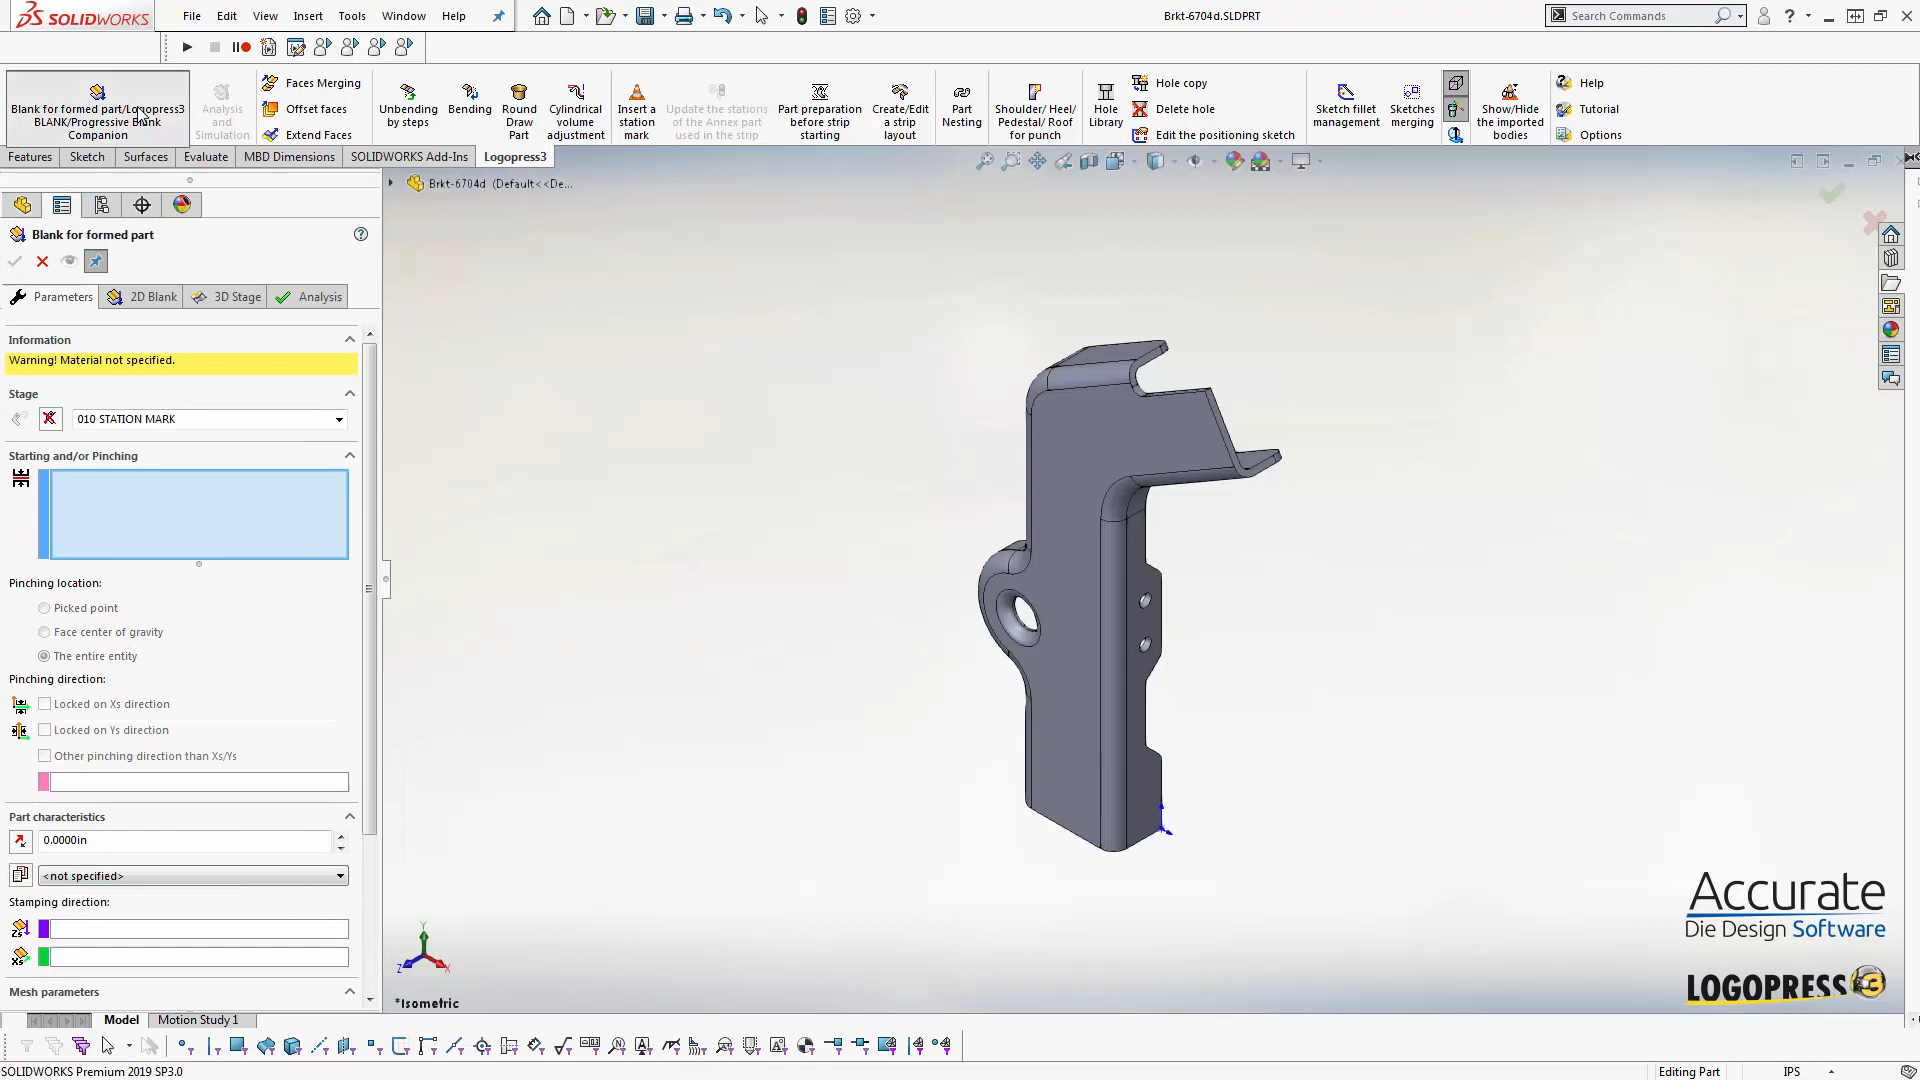 SOLIDWORKS
File Edit View Insert Tools Window Help
Brkt-6704d.SLDPRT
Search Commands
Blank for formed part/Logopress3
BLANK/Progressive Blank
Companion
Analysis
and
Simulation
Faces Merging
Offset faces
Extend Faces
Unbending
by steps
Bending
Round
Draw
Part
Cylindrical
volume
adjustment
Insert a
station
mark
Update the stations
of the Annex part
used in the strip
Part preparation
before strip
starting
Create/Edit
a strip
layout
Part
Nesting
Shoulder/ Heel/
Pedestal/ Roof
for punch
Hole
Library
Hole copy
Delete hole
Edit the positioning sketch
Sketch fillet
management
Sketches
merging
Show/Hide
the imported
bodies
Help
Tutorial
Options
Features Sketch Surfaces Evaluate MBD Dimensions SOLIDWORKS Add-Ins Logopress3
Brkt-6704d (Default<<De...
Blank for formed part
Parameters 2D Blank 3D Stage Analysis
Information
Warning! Material not specified.
Stage
010 STATION MARK
Starting and/or Pinching
Pinching location:
Picked point
Face center of gravity
The entire entity
Pinching direction:
Locked on Xs direction
Locked on Ys direction
Other pinching direction than Xs/Ys
Part characteristics
0.0000in
<not specified>
Stamping direction:
Zs
Xs
Mesh parameters
Y
Z
X
*Isometric
Accurate
Die Design Software
LOGOPRESS3
Model Motion Study 1
SOLIDWORKS Premium 2019 SP3.0
Editing Part
IPS